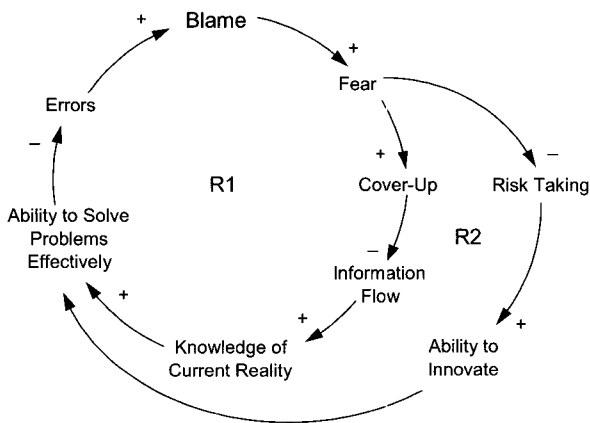 +
Blame
+
Fear
Errors
−
+
−
Cover-Up
Risk Taking
R1
R2
Ability to Solve
Problems
Effectively
−
Information
Flow
+
+
+
Knowledge of
Current Reality
Ability to
Innovate